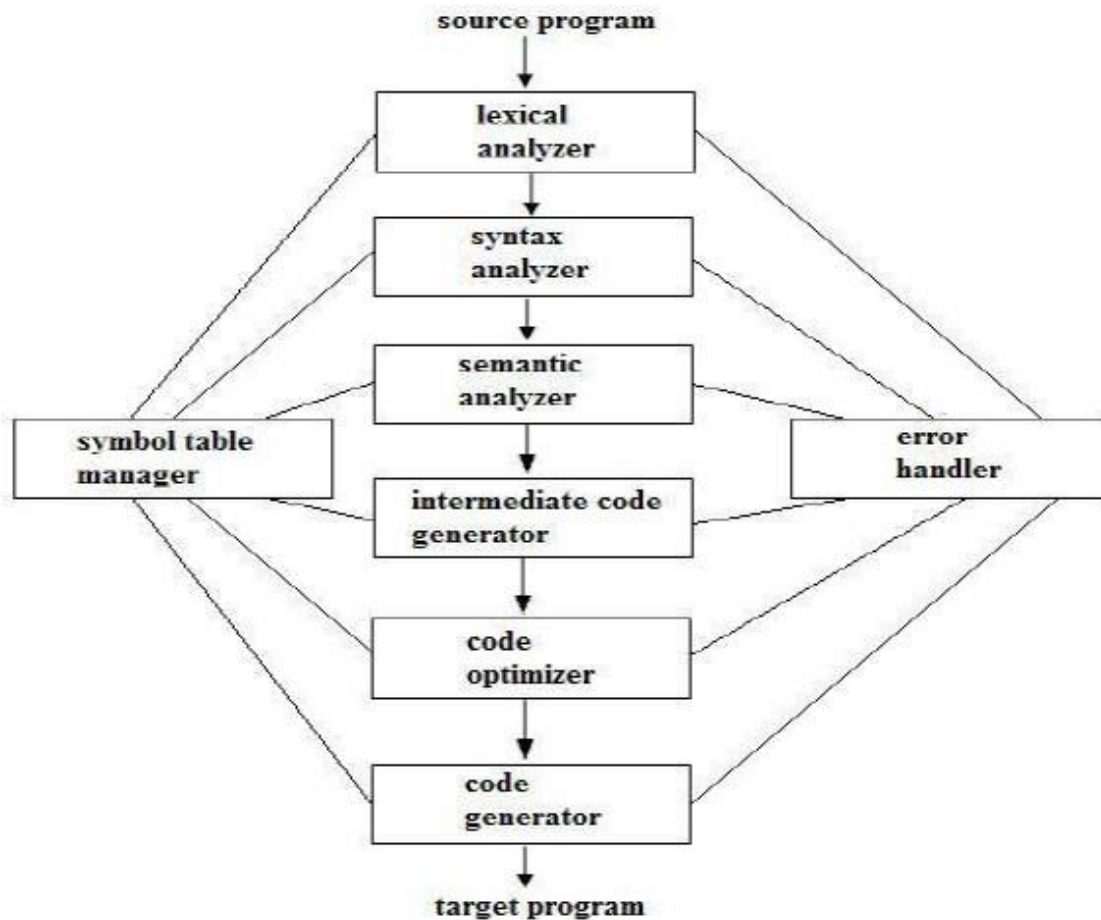 source program
lexical
analyzer
syntax
analyzer
semantic
analyzer
symbol table
manager
error
handler
intermediate code
generator
code
optimizer
code
generator
target program